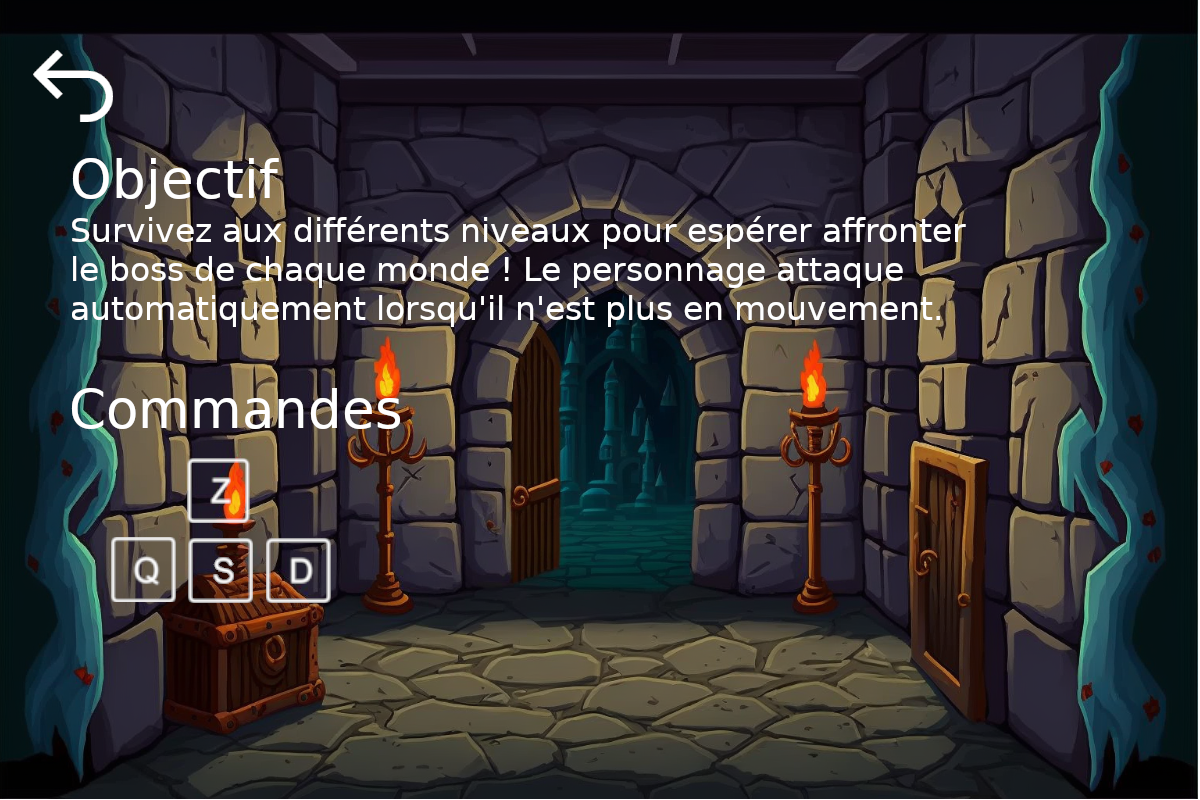 Objectif
Survivez aux différents niveaux pour espérer affronter
le boss de chaque monde ! Le personnage attaque
automatiquement lorsqu'il n'est plus en mouvement.
Commandes
Z
Q S D